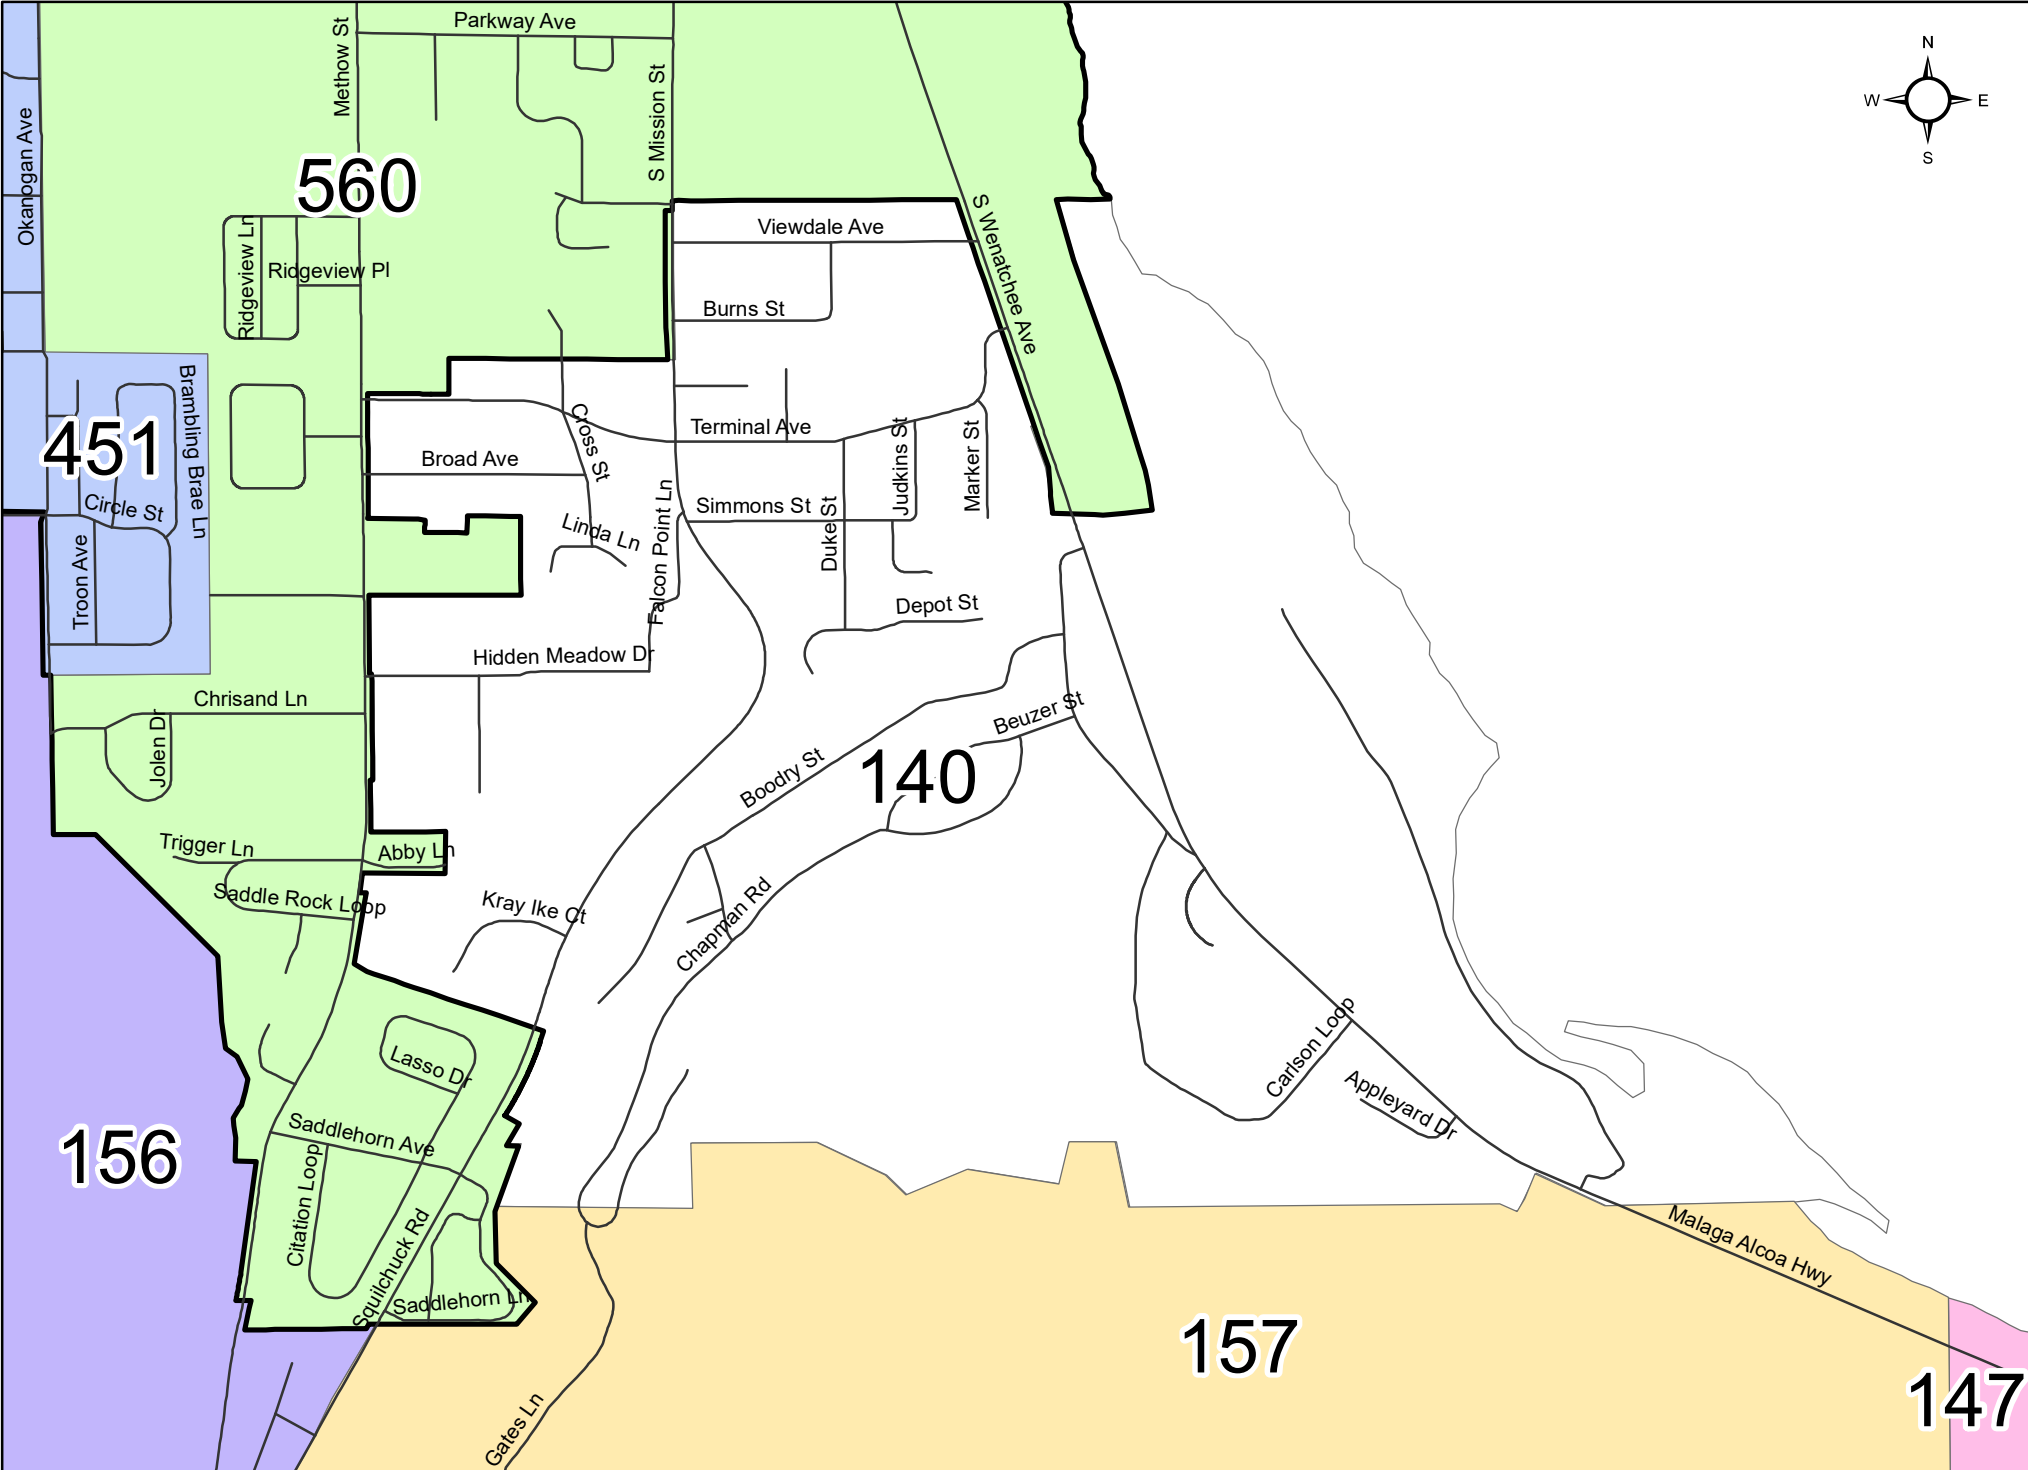 Parkway Ave
Methow St
S Mission St
N
W
E
S
Okanogan Ave
560
Ridgeview Ln
Ridgeview Pl
Viewdale Ave
S Wenatchee Ave
Burns St
Brambling Brae Ln
451
Circle St
Troon Ave
Cross St
Terminal Ave
Broad Ave
Judkins St
Marker St
Simmons St
Linda Ln
Falcon Point Ln
Duke St
Depot St
Hidden Meadow Dr
Chrisand Ln
Jolen Dr
Beuzer St
Boodry St
140
Trigger Ln
Abby Ln
Saddle Rock Loop
Kray Ike Ct
Chapman Rd
Lasso Dr
Carlson Loop
Appleyard Dr
Saddlehorn Ave
156
Citation Loop
Squilchuck Rd
Saddlehorn Ln
Malaga Alcoa Hwy
157
147
Gates Ln